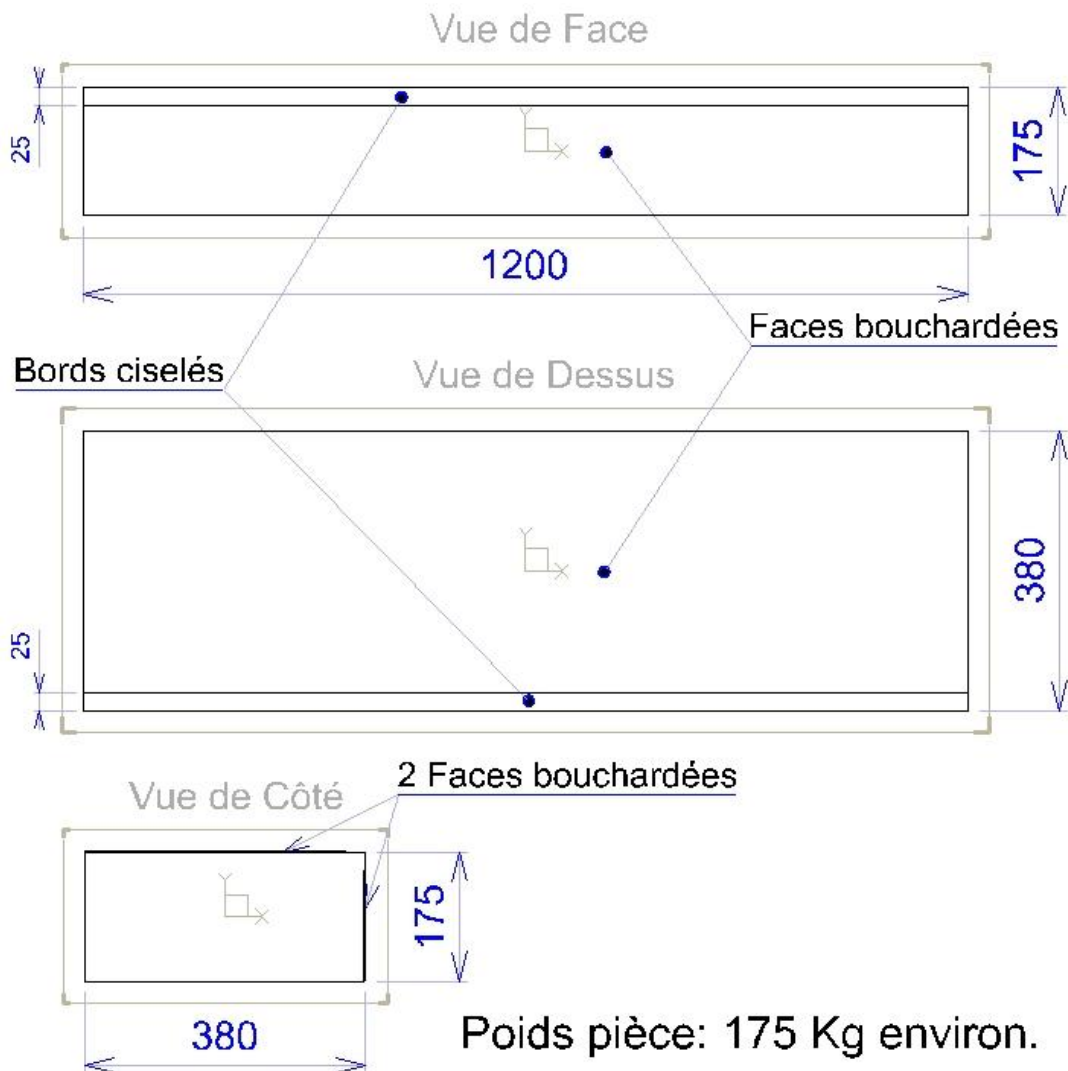 Vue de Face
25
175
1200
Faces bouchardées
Bords ciselés
Vue de Dessus
380
25
2 Faces bouchardées
Vue de Côté
175
380
Poids pièce: 175 Kg environ.